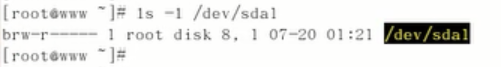 [root@www ~]# ls -l /dev/sda1
brw-r----- 1 root disk 8, 1 07-20 01:21 /dev/sda1
[root@www ~]#